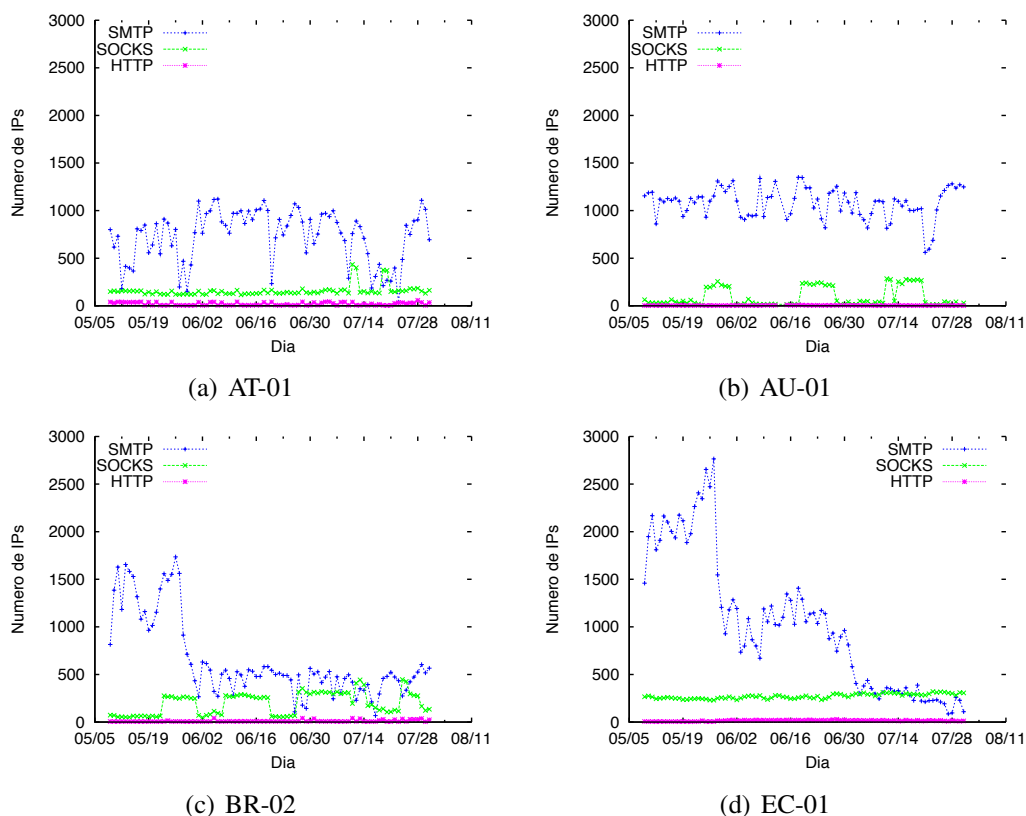 3000
2500
2000
1500
1000
500
0
Numero de IPs
SMTP
SOCKS
HTTP
05/05 05/19 06/02 06/16 06/30 07/14 07/28 08/11
Dia
(a) AT-01
3000
2500
2000
1500
1000
500
0
Numero de IPs
SMTP
SOCKS
HTTP
05/05 05/19 06/02 06/16 06/30 07/14 07/28 08/11
Dia
(b) AU-01
3000
2500
2000
1500
1000
500
0
Numero de IPs
SMTP
SOCKS
HTTP
05/05 05/19 06/02 06/16 06/30 07/14 07/28 08/11
Dia
(c) BR-02
3000
2500
2000
1500
1000
500
0
Numero de IPs
SMTP
SOCKS
HTTP
05/05 05/19 06/02 06/16 06/30 07/14 07/28 08/11
Dia
(d) EC-01